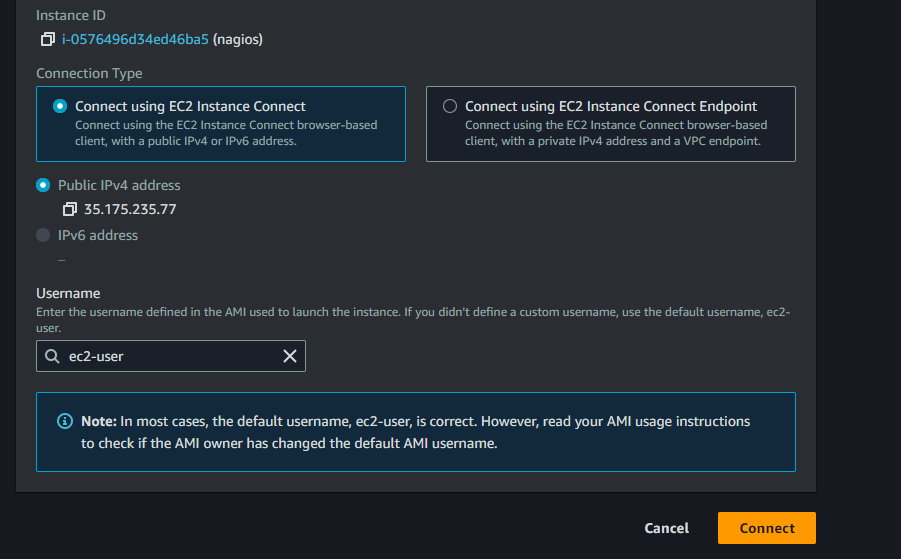 Instance ID
i-0576496d34ed46ba5 (nagios)
Connection Type
Connect using EC2 Instance Connect
Connect using the EC2 Instance Connect browser-based
client, with a public IPv4 or IPv6 address.
Connect using EC2 Instance Connect Endpoint
Connect using the EC2 Instance Connect browser-based
client, with a private IPv4 address and a VPC endpoint.
Public IPv4 address
35.175.235.77
IPv6 address
–
Username
Enter the username defined in the AMI used to launch the instance. If you didn't define a custom username, use the default username, ec2-
user.
ec2-user
Note: In most cases, the default username, ec2-user, is correct. However, read your AMI usage instructions
to check if the AMI owner has changed the default AMI username.
Cancel
Connect